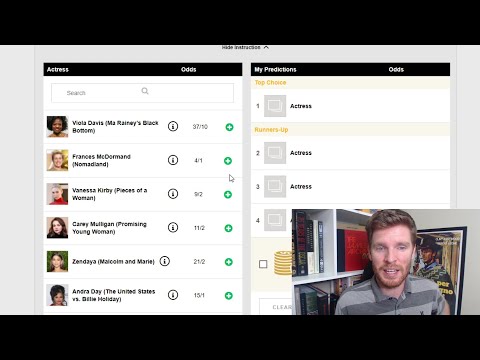 Hide Instruction
Actress Odds
Search
Viola Davis (Ma Rainey's Black
Bottom)
37/10
Frances McDormand
(Nomadland)
4/1
Vanessa Kirby (Pieces of a
Woman)
9/2
Carey Mulligan (Promising
Young Woman)
11/2
Zendaya (Malcolm and Marie)
21/2
Andra Day (The United States
vs. Billie Holiday)
15/1
My Predictions Odds
Top Choice
1 Actress
Runners-Up
2 Actress
3 Actress
4 Actress
CLEAR